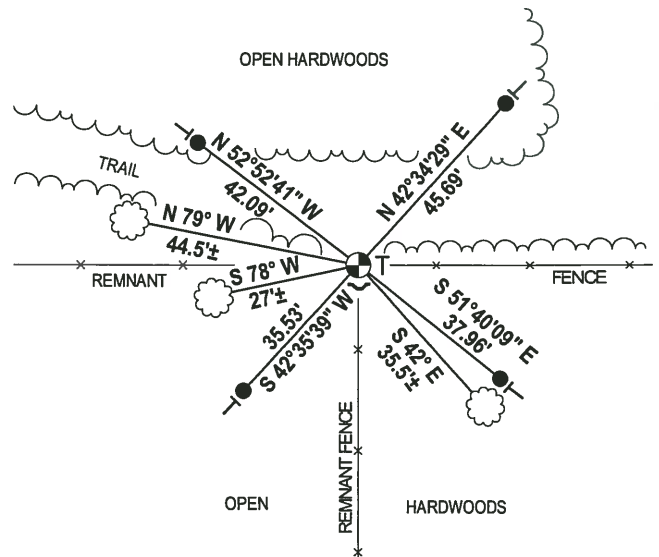 OPEN HARDWOODS
TRAIL
N 52°52'41" W
42.09'
N 42°34'29" E
45.69'
N 79° W
44.5'±
T
REMNANT
FENCE
S 78° W
27'±
35.53'
S 42°35'39" W
S 51°40'09" E
37.96'
S 42° E
35.5'±
REMNANT FENCE
OPEN
HARDWOODS